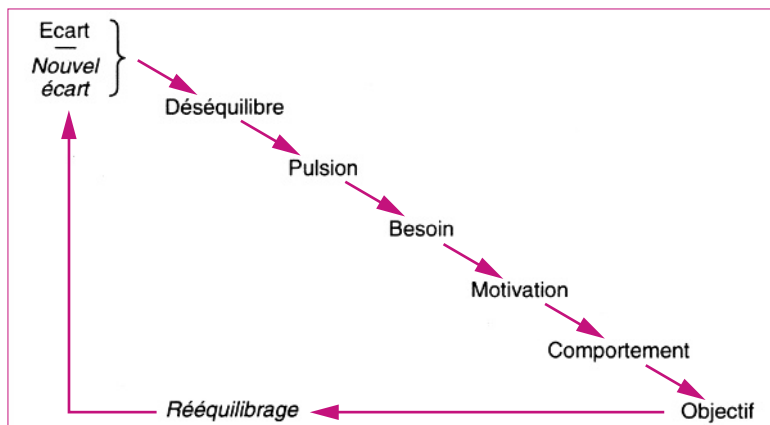 Ecart
Nouvel
écart
Déséquilibre
Pulsion
Besoin
Motivation
Comportement
Objectif
Rééquilibrage